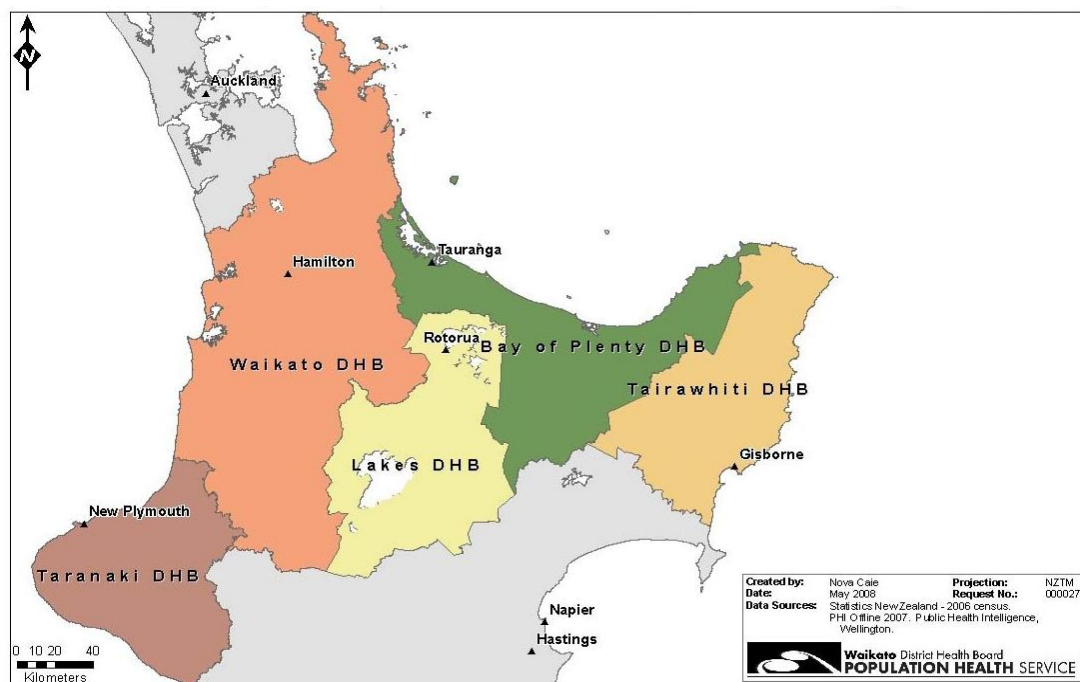 N
Auckland
Tauranga
Hamilton
Rotorua
Bay of Plenty DHB
Waikato DHB
Tairawhiti DHB
Gisborne
Lakes DHB
New Plymouth
Taranaki DHB
Napier
Hastings
0 10 20 40
Kilometers
Created by: Nova Caie Projection: NZTM
Date: May 2008 Request No.: 000027
Data Sources: Statistics New Zealand - 2006 census.
PHI Offline 2007. Public Health Intelligence,
Wellington.
Waikato District Health Board
POPULATION HEALTH SERVICE